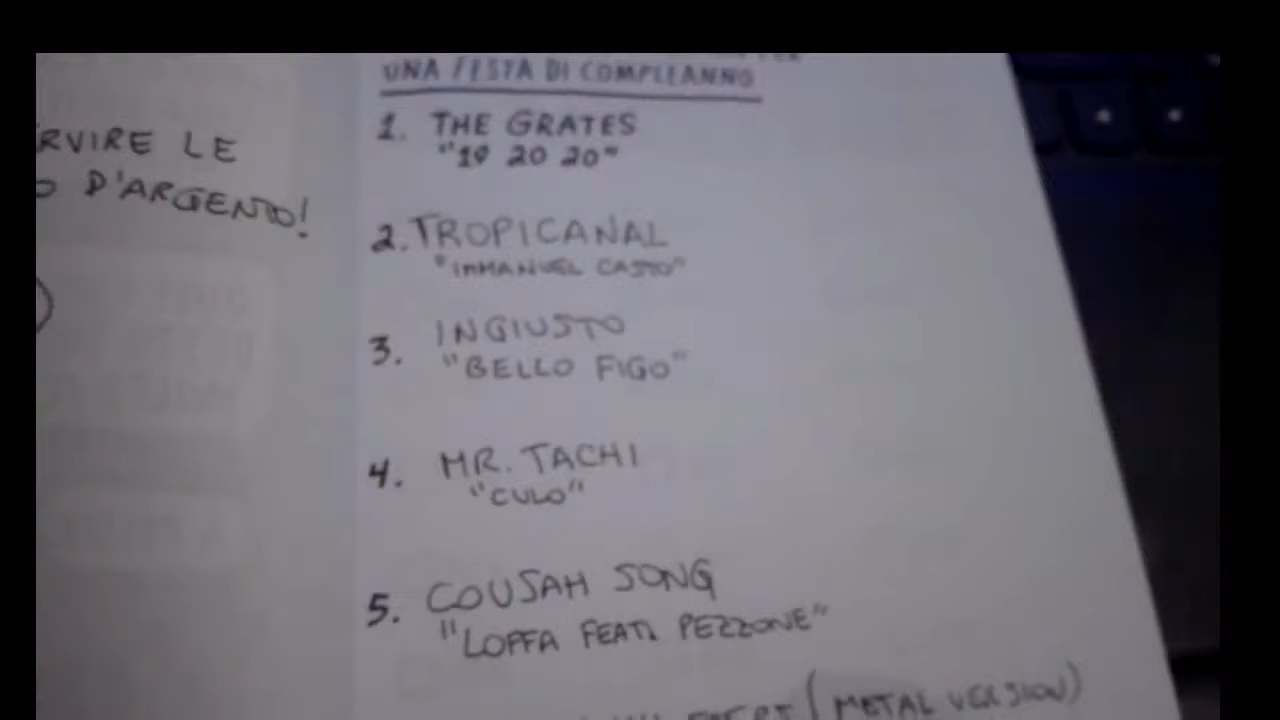 UNA FESTA DI COMPLEANNO
RVIRE LE
O D'ARGENTO!
1. THE GRATES
"19 20 20"
2. TROPICANAL
"IMMANUEL CASTO"
3. INGIUSTO
"BELLO FIGO"
4. MR. TACHI
"CULO"
5. COUSAH SONG
"LOFFA FEAT. PEZZONE"
(METAL VERSION)